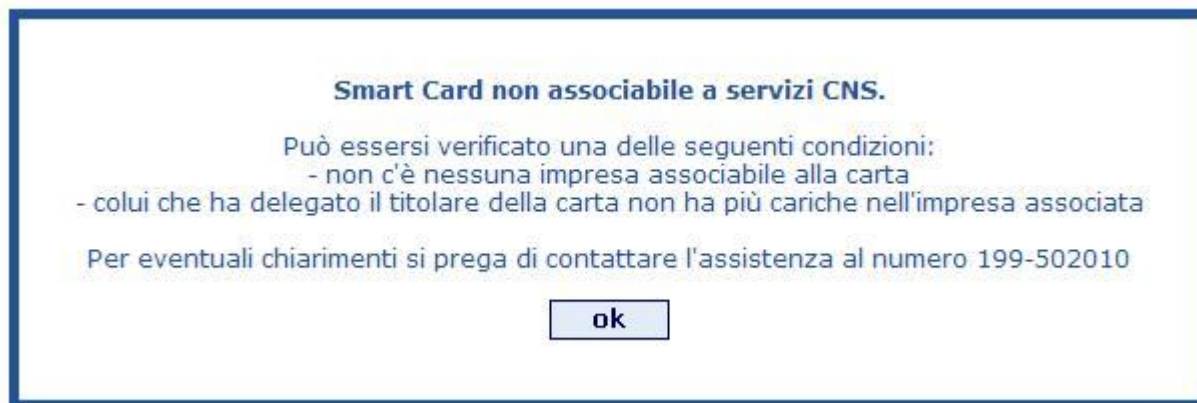 Smart Card non associabile a servizi CNS.
Può essersi verificato una delle seguenti condizioni:
- non c'è nessuna impresa associabile alla carta
- colui che ha delegato il titolare della carta non ha più cariche nell'impresa associata
Per eventuali chiarimenti si prega di contattare l'assistenza al numero 199-502010
ok